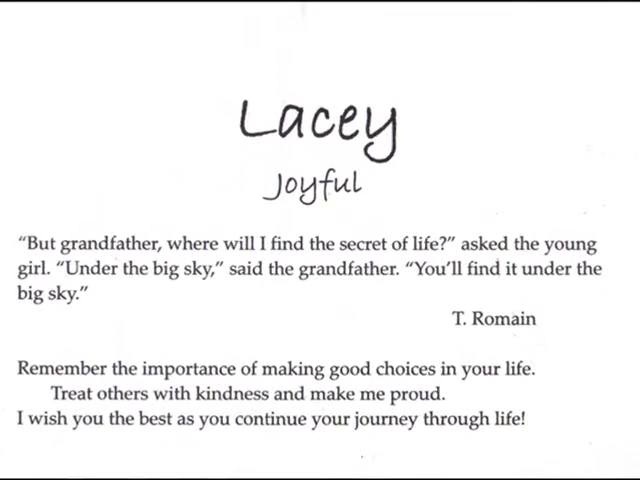 Lacey
Joyful
“But grandfather, where will I find the secret of life?” asked the young
girl. “Under the big sky,” said the grandfather. “You’ll find it under the
big sky.”
T. Romain
Remember the importance of making good choices in your life.
Treat others with kindness and make me proud.
I wish you the best as you continue your journey through life!